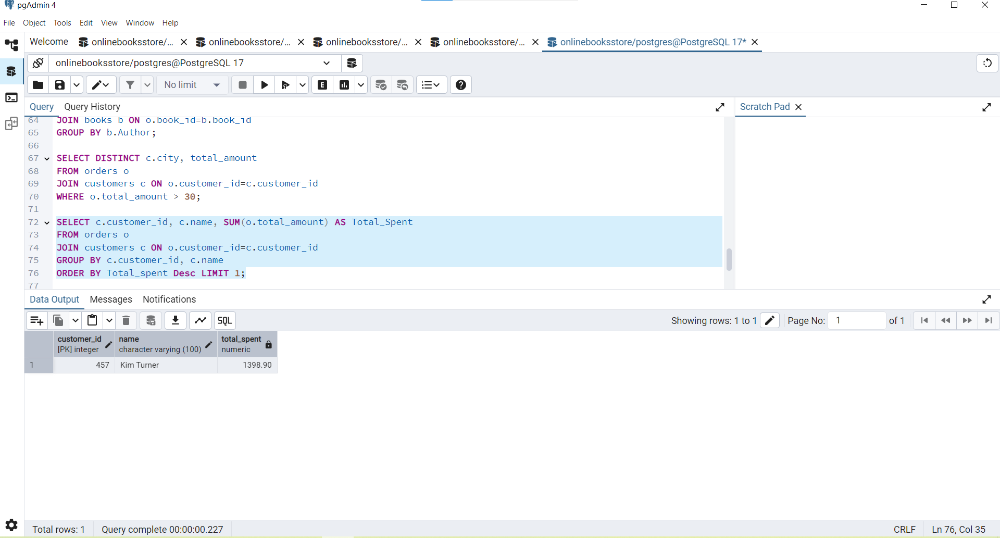 pgAdmin 4
File Object Tools Edit View Window Help
Welcome onlinebooksstore/... onlinebooksstore/... onlinebooksstore/... onlinebooksstore/... onlinebooksstore/postgres@PostgreSQL 17*
onlinebooksstore/postgres@PostgreSQL 17
No limit E
Query Query History
Scratch Pad
64 JOIN books b ON o.book_id=b.book_id
65 GROUP BY b.Author;
66
67 SELECT DISTINCT c.city, total_amount
68 FROM orders o
69 JOIN customers c ON o.customer_id=c.customer_id
70 WHERE o.total_amount > 30;
71
72 SELECT c.customer_id, c.name, SUM(o.total_amount) AS Total_Spent
73 FROM orders o
74 JOIN customers c ON o.customer_id=c.customer_id
75 GROUP BY c.customer_id, c.name
76 ORDER BY Total_spent Desc LIMIT 1;
77
Data Output Messages Notifications
SQL Showing rows: 1 to 1 Page No: 1 of 1
customer_id name total_spent
[PK] integer character varying (100) numeric
1 457 Kim Turner 1398.90
Total rows: 1 Query complete 00:00:00.227 CRLF Ln 76, Col 35